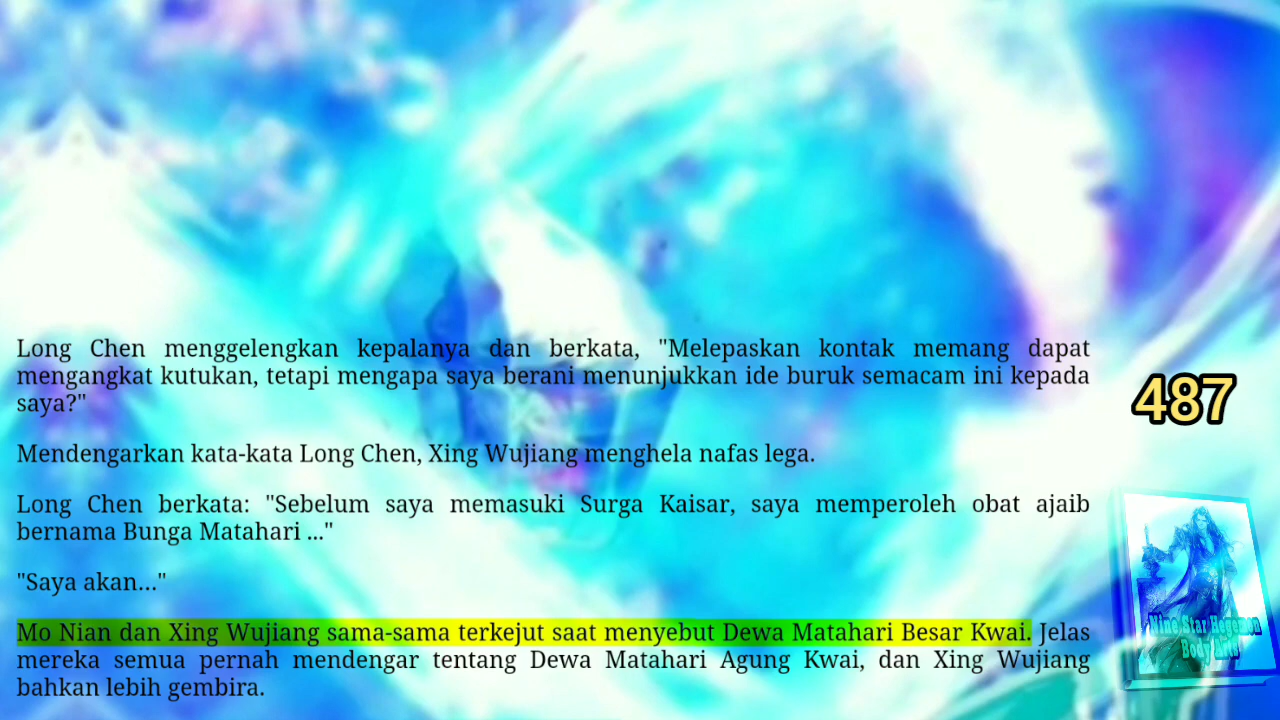 Long Chen menggelengkan kepalanya dan berkata, "Melepaskan kontak memang dapat
mengangkat kutukan, tetapi mengapa saya berani menunjukkan ide buruk semacam ini kepada
saya?"
Mendengarkan kata-kata Long Chen, Xing Wujiang menghela nafas lega.
Long Chen berkata: "Sebelum saya memasuki Surga Kaisar, saya memperoleh obat ajaib
bernama Bunga Matahari ..."
"Saya akan..."
Mo Nian dan Xing Wujiang sama-sama terkejut saat menyebut Dewa Matahari Besar Kwai. Jelas
mereka semua pernah mendengar tentang Dewa Matahari Agung Kwai, dan Xing Wujiang
bahkan lebih gembira.
487
Nine Star Hegemon
Body Arts